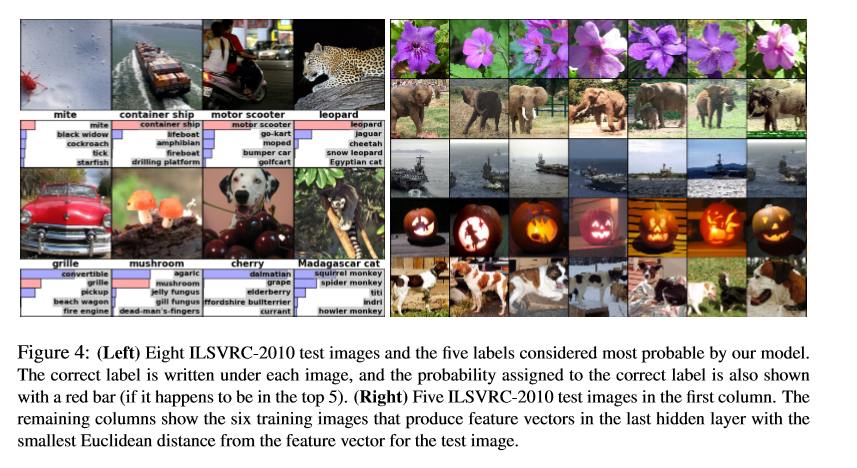 mite container ship motor scooter leopard
mite container ship motor scooter leopard
black widow lifeboat go-kart jaguar
cockroach amphibian moped cheetah
tick fireboat bumper car snow leopard
starfish drilling platform golfcart Egyptian cat
grille mushroom cherry Madagascar cat
convertible agaric dalmatian squirrel monkey
grille mushroom grape spider monkey
pickup jelly fungus elderberry titi
beach wagon gill fungus ffordshire bullterrier indri
fire engine dead-man's-fingers currant howler monkey
Figure 4: (Left) Eight ILSVRC-2010 test images and the five labels considered most probable by our model.
The correct label is written under each image, and the probability assigned to the correct label is also shown
with a red bar (if it happens to be in the top 5). (Right) Five ILSVRC-2010 test images in the first column. The
remaining columns show the six training images that produce feature vectors in the last hidden layer with the
smallest Euclidean distance from the feature vector for the test image.